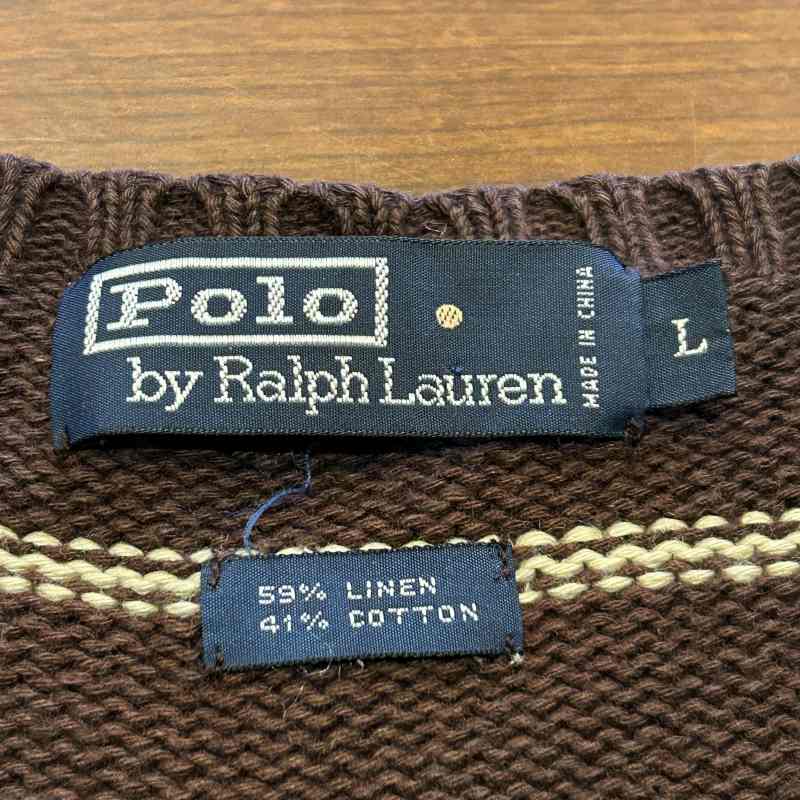 Polo
by Ralph Lauren
MADE IN CHINA
L
59% LINEN
41% COTTON